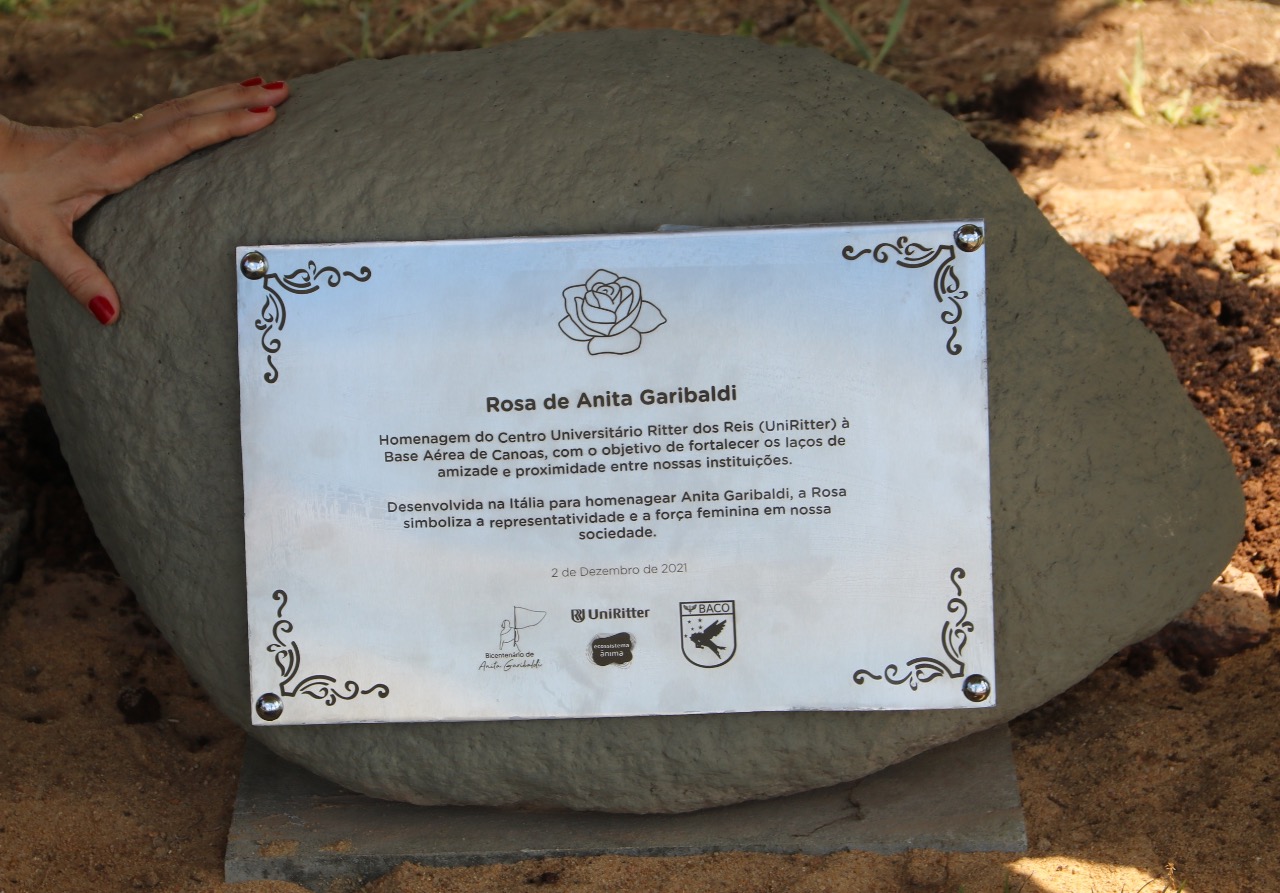 Rosa de Anita Garibaldi
Homenagem do Centro Universitário Ritter dos Reis (UniRitter) à
Base Aérea de Canoas, com o objetivo de fortalecer os laços de
amizade e proximidade entre nossas instituições.
Desenvolvida na Itália para homenagear Anita Garibaldi, a Rosa
simboliza a representatividade e a força feminina em nossa
sociedade.
2 de Dezembro de 2021
Bicentenário de
Anita Garibaldi
UniRitter
ecossistema
ânima
BACO